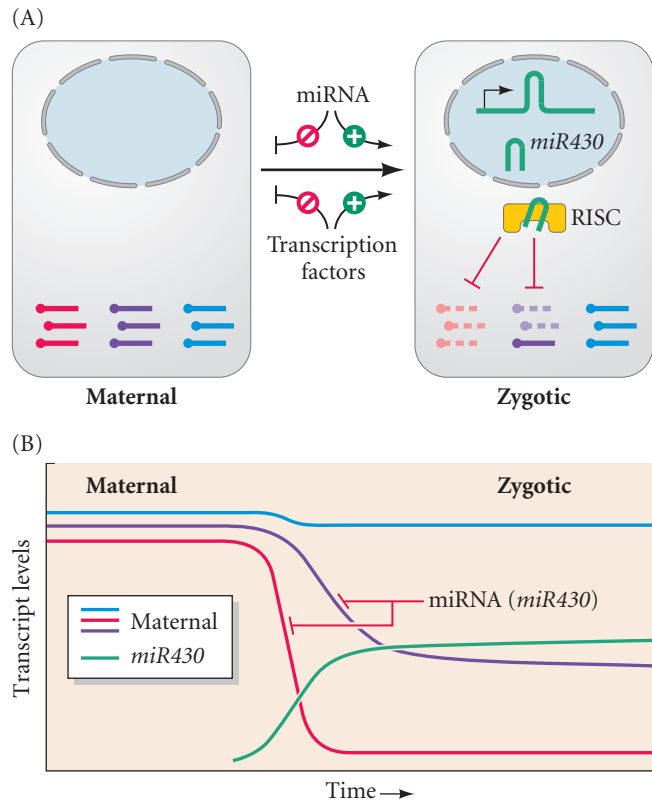 (A)
miRNA
miR430
RISC
Transcription
factors
Maternal
Zygotic
(B)
Maternal
Zygotic
miRNA (miR430)
Maternal
miR430
Transcript levels
Time